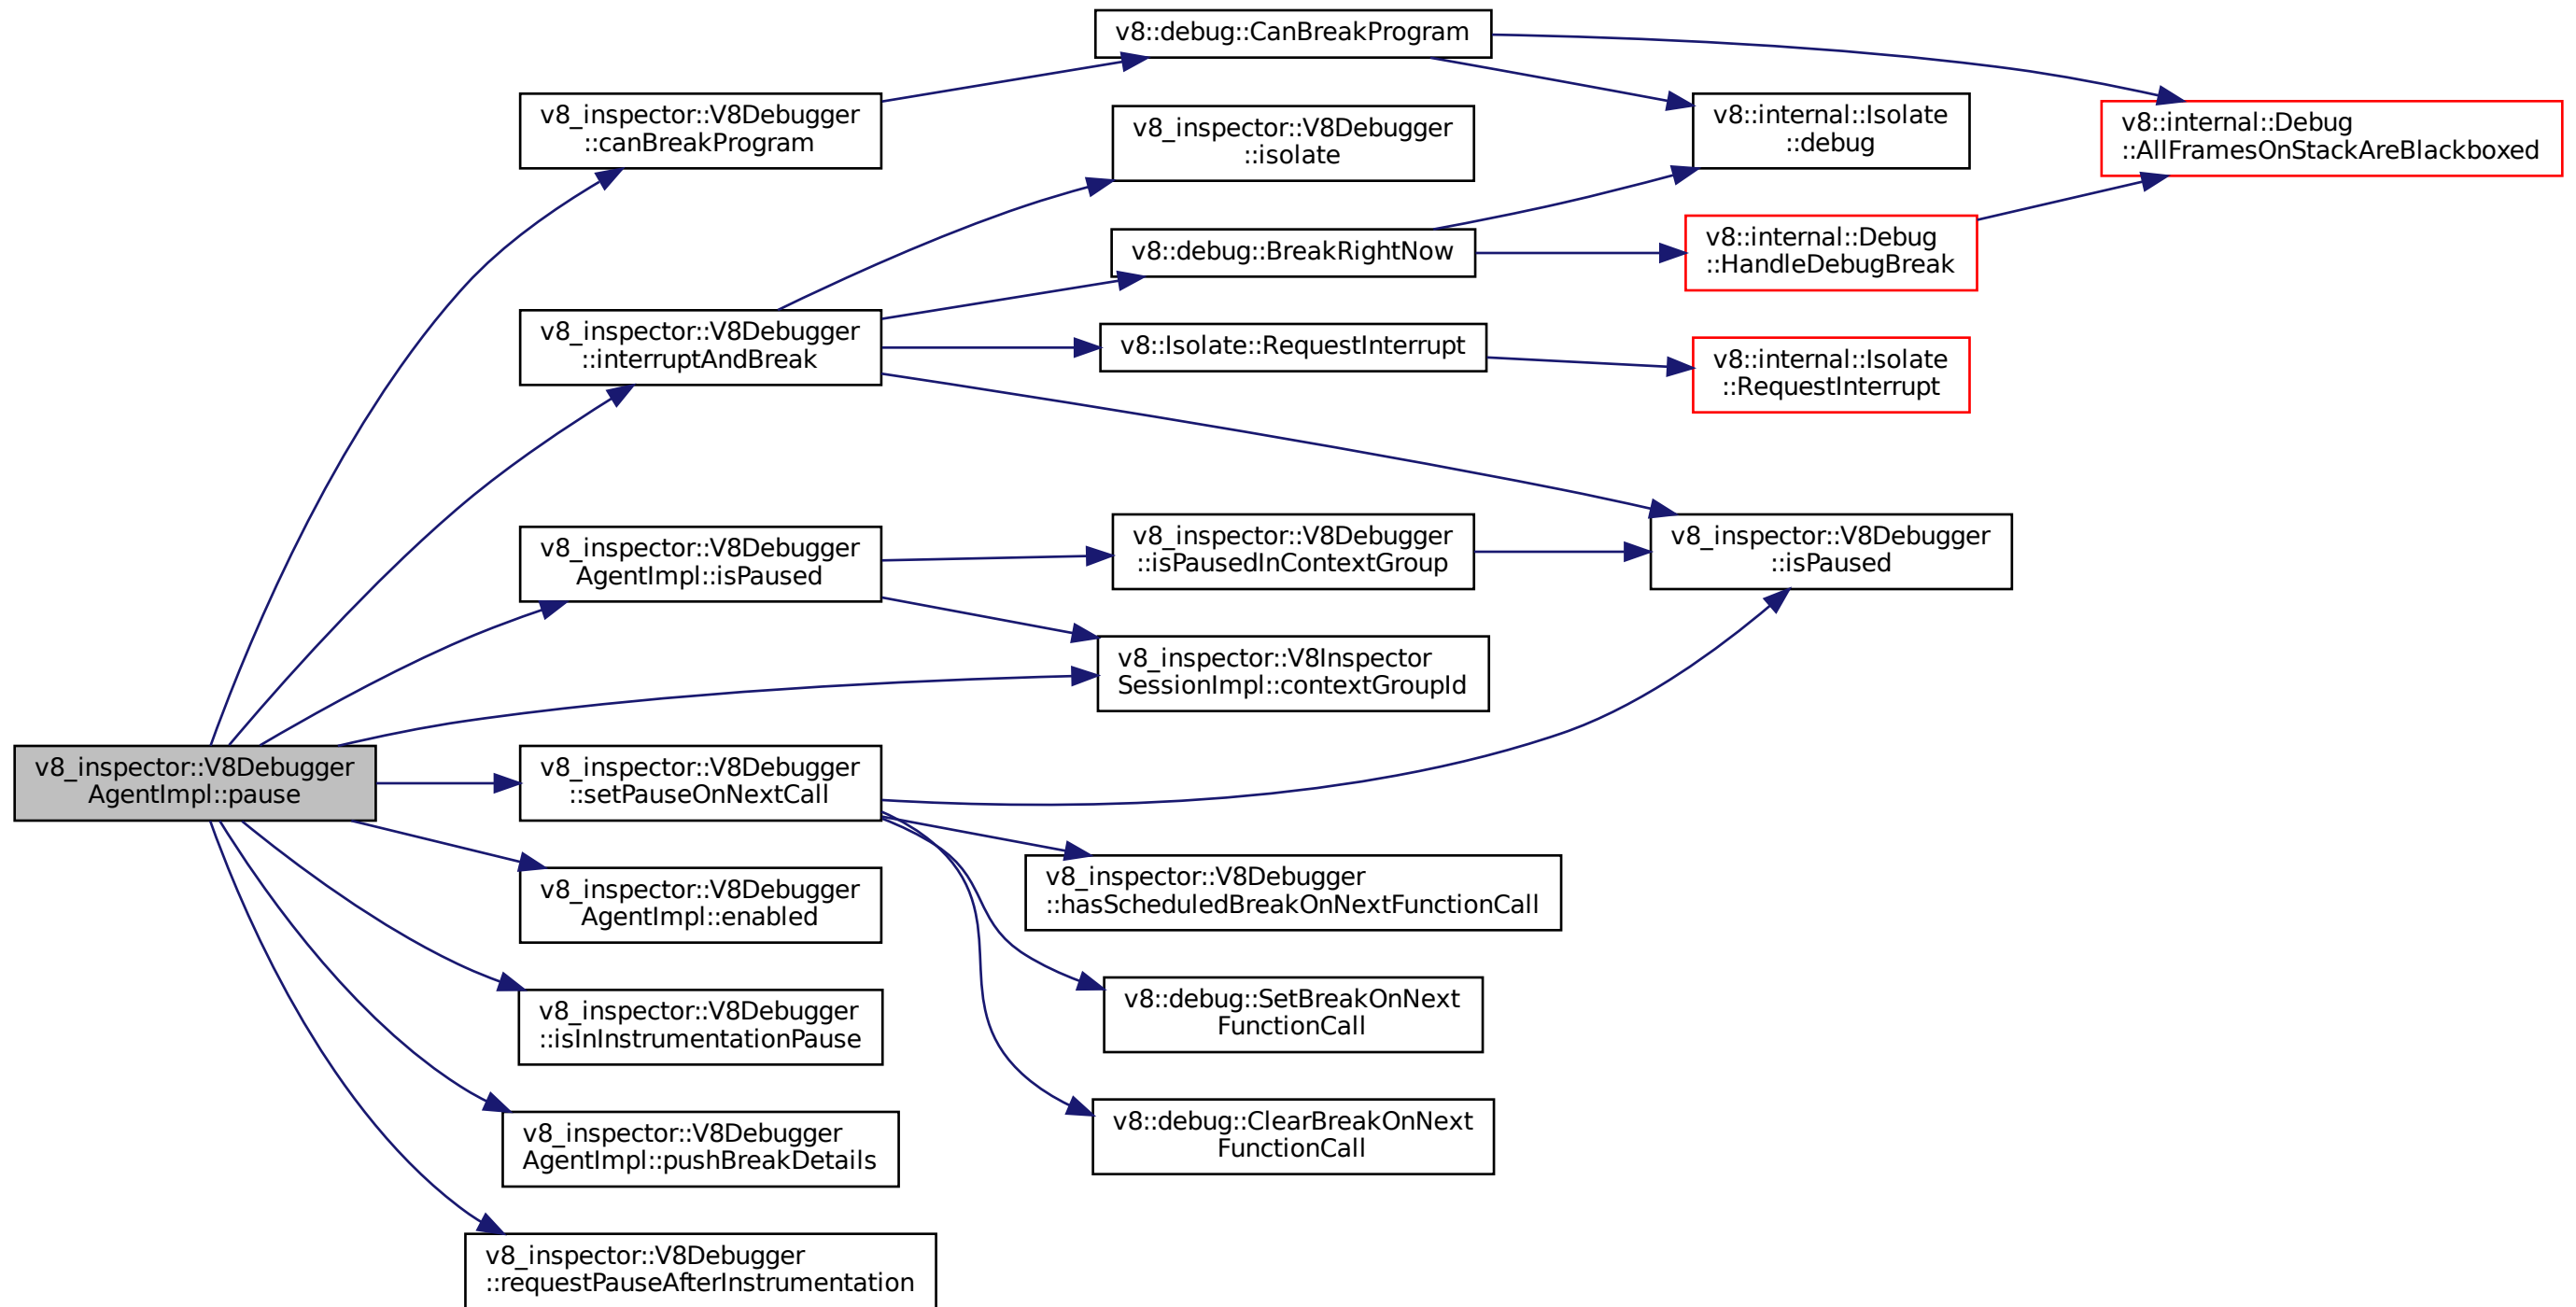 v8::debug::CanBreakProgram
v8_inspector::V8Debugger
::canBreakProgram
v8_inspector::V8Debugger
::isolate
v8::internal::Isolate
::debug
v8::internal::Debug
::AllFramesOnStackAreBlackboxed
v8::debug::BreakRightNow
v8::internal::Debug
::HandleDebugBreak
v8_inspector::V8Debugger
::interruptAndBreak
v8::Isolate::RequestInterrupt
v8::internal::Isolate
::RequestInterrupt
v8_inspector::V8Debugger
AgentImpl::isPaused
v8_inspector::V8Debugger
::isPausedInContextGroup
v8_inspector::V8Debugger
::isPaused
v8_inspector::V8Inspector
SessionImpl::contextGroupId
v8_inspector::V8Debugger
AgentImpl::pause
v8_inspector::V8Debugger
::setPauseOnNextCall
v8_inspector::V8Debugger
AgentImpl::enabled
v8_inspector::V8Debugger
::hasScheduledBreakOnNextFunctionCall
v8_inspector::V8Debugger
::isInInstrumentationPause
v8::debug::SetBreakOnNext
FunctionCall
v8_inspector::V8Debugger
AgentImpl::pushBreakDetails
v8::debug::ClearBreakOnNext
FunctionCall
v8_inspector::V8Debugger
::requestPauseAfterInstrumentation